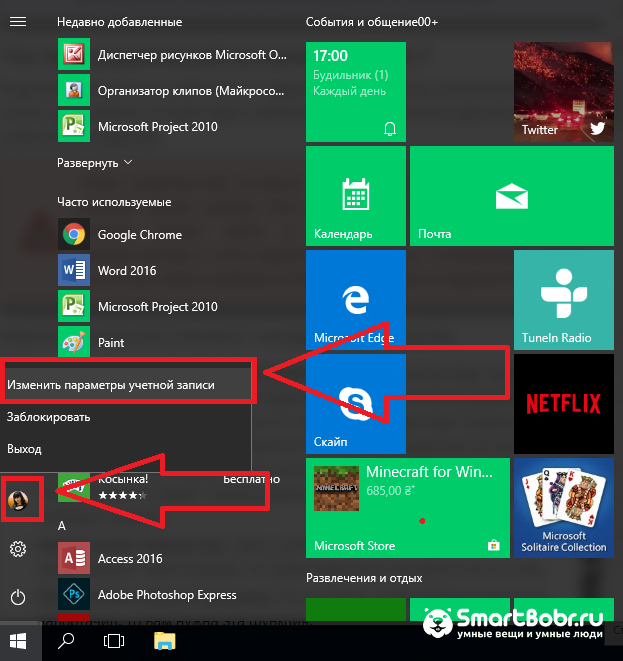 Недавно добавленные
Диспетчер рисунков Microsoft O...
Организатор клипов (Майкросо...
Microsoft Project 2010
Развернуть
Часто используемые
Google Chrome
Word 2016
Microsoft Project 2010
Paint
Изменить параметры учетной записи
Заблокировать
Выход
Косынка!
Бесплатно
A
Access 2016
Adobe Photoshop Express
События и общение00+
17:00
Будильник (1)
Каждый день
Twitter
Календарь
Почта
Microsoft Edge
TuneIn Radio
Скайп
NETFLIX
Minecraft for Win...
685,00 ₴*
MINECRAFT
Microsoft Store
Microsoft
Solitaire Collection
Развлечения и отдых
SmartBobr.ru
умные вещи и умные люди